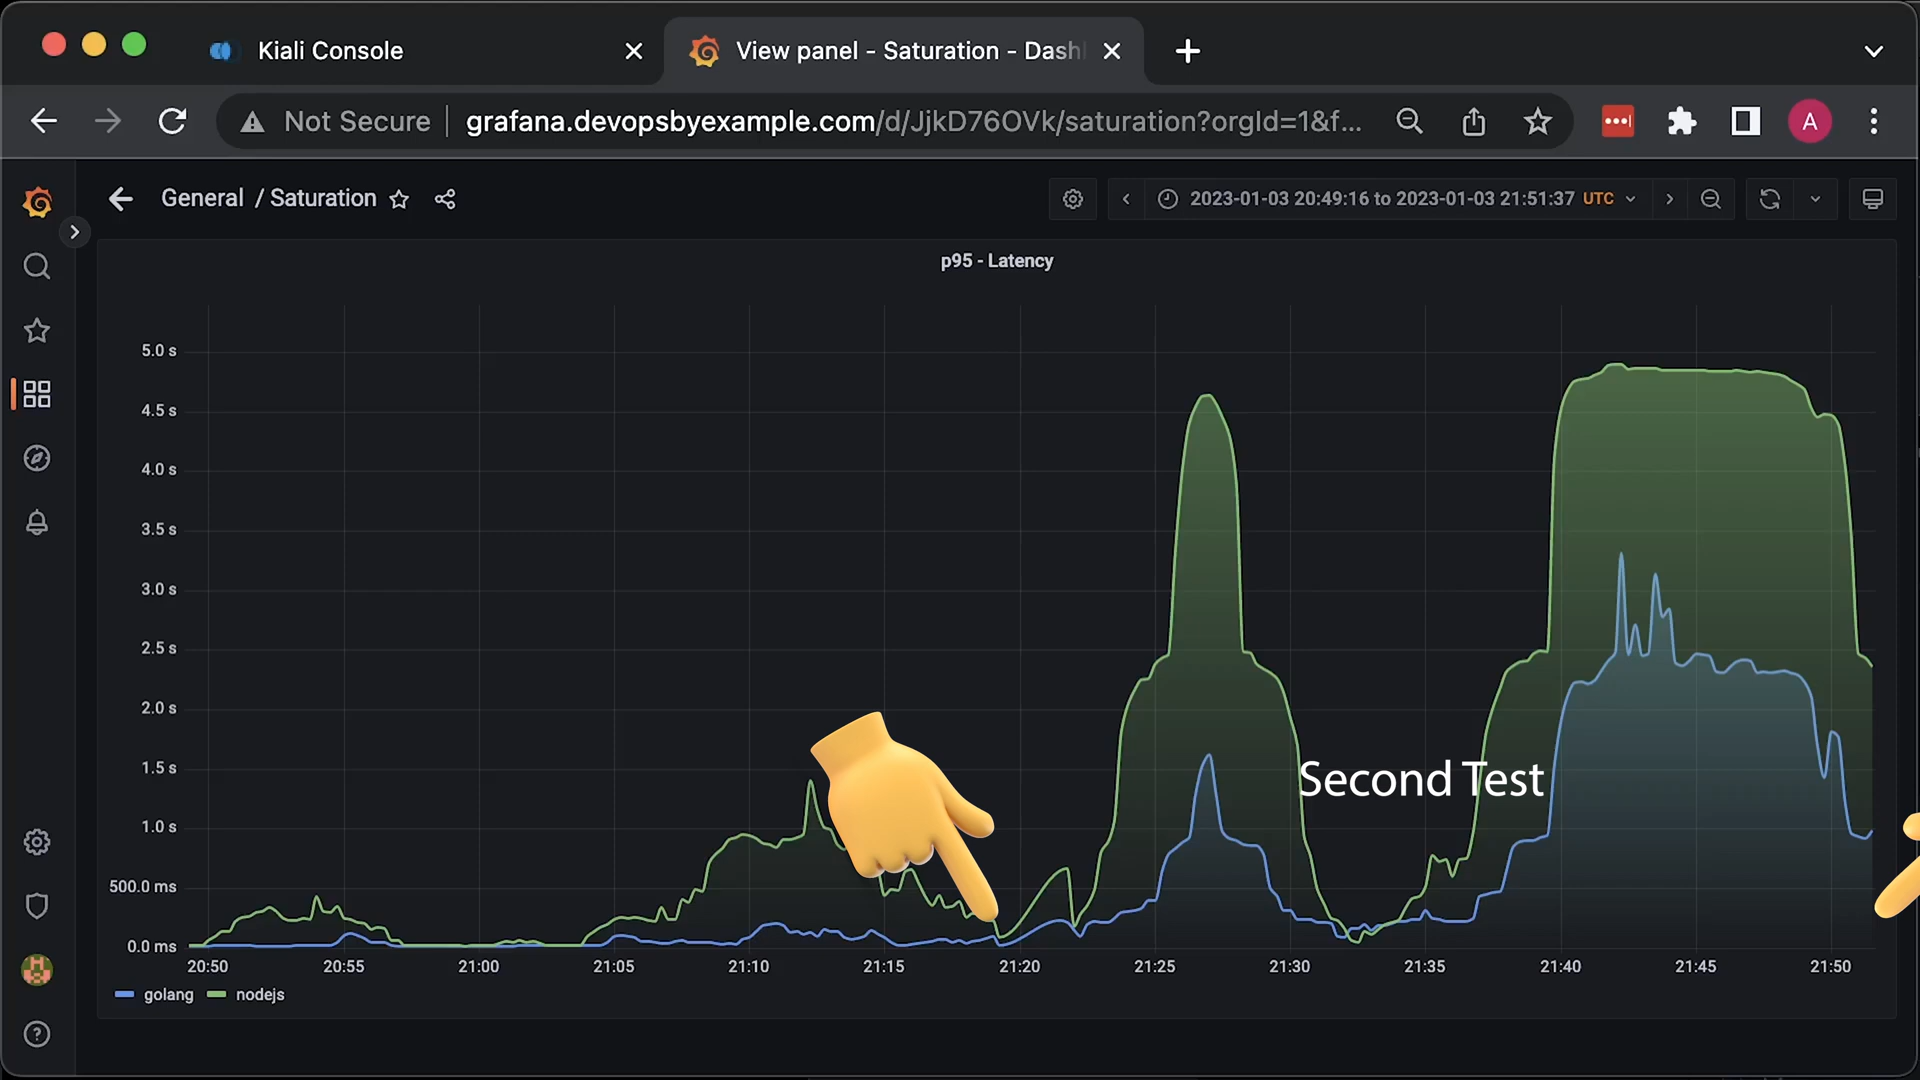 Kiali Console
View panel - Saturation - Dash
Not Secure
grafana.devopsbyexample.com/d/JjkD76OVk/saturation?orgId=1&f...
A
General / Saturation
2023-01-03 20:49:16 to 2023-01-03 21:51:37 UTC
p95 - Latency
5.0 s
4.5 s
4.0 s
3.5 s
3.0 s
2.5 s
2.0 s
1.5 s
1.0 s
500.0 ms
0.0 ms
Second Test
20:50 20:55 21:00 21:05 21:10 21:15 21:20 21:25 21:30 21:35 21:40 21:45 21:50
golang nodejs